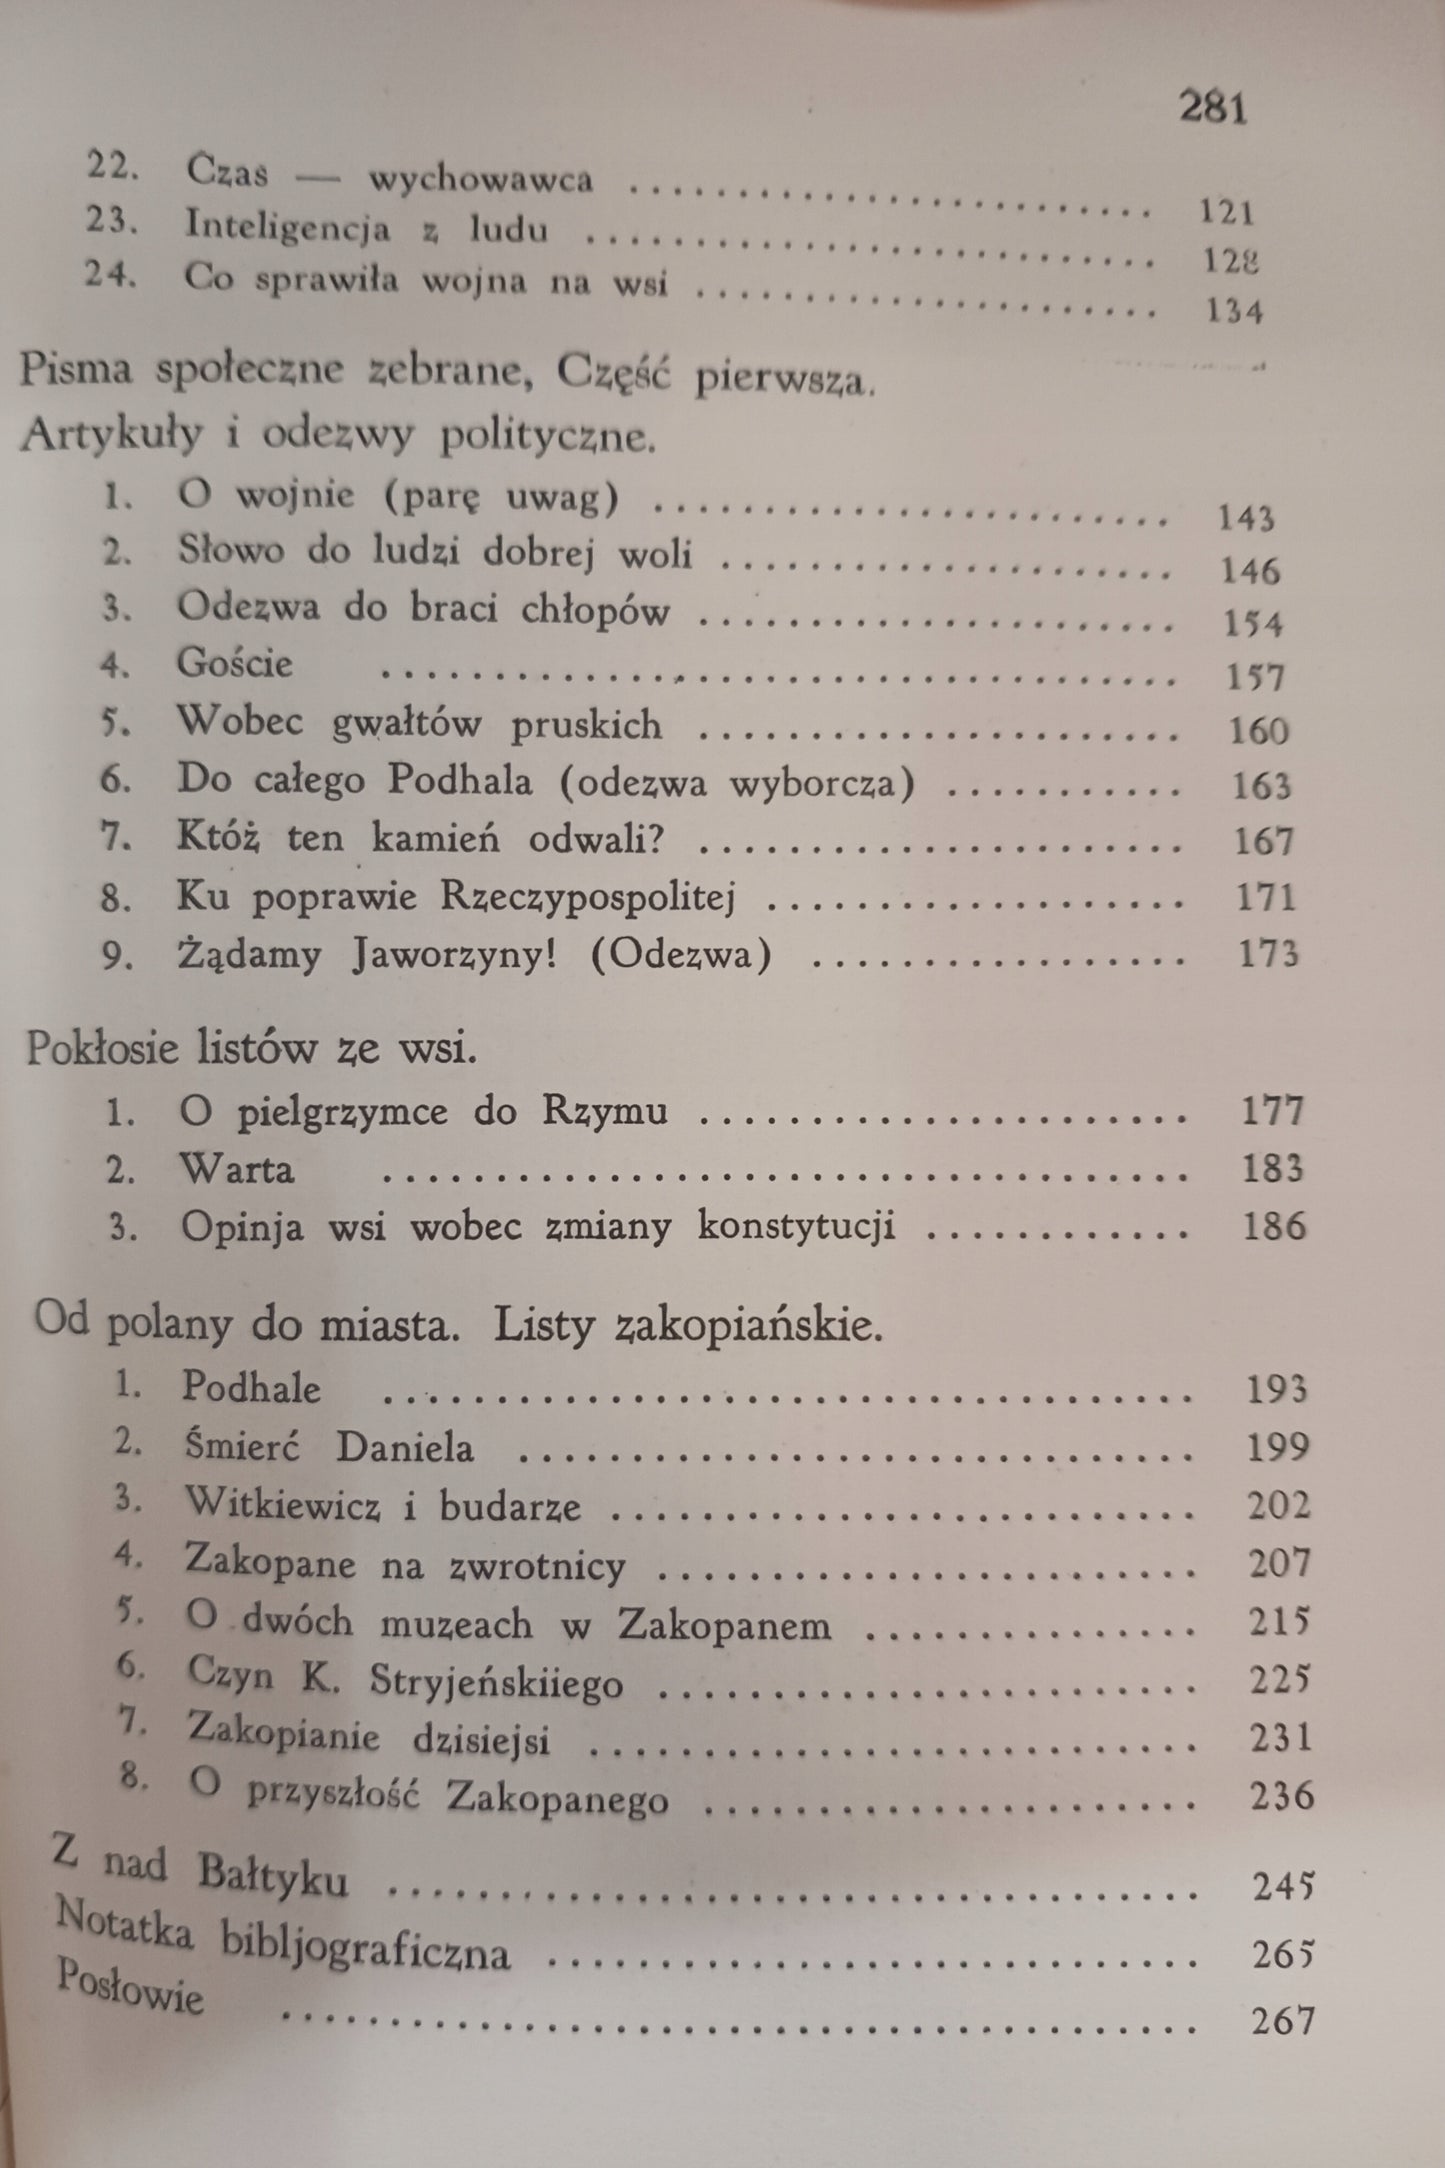 281
22. Czas — wychowawca .......................... 121
23. Inteligencja z ludu .......................... 128
24. Co sprawiła wojna na wsi ...................... 134
Pisma społeczne zebrane, Część pierwsza.
Artykuły i odezwy polityczne.
1. O wojnie (parę uwag) ........................ 143
2. Słowo do ludzi dobrej woli .................... 146
3. Odezwa do braci chłopów ...................... 154
4. Goście .................................... 157
5. Wobec gwałtów pruskich ...................... 160
6. Do całego Podhala (odezwa wyborcza) ........... 163
7. Któż ten kamień odwali? ...................... 167
8. Ku poprawie Rzeczypospolitej ................... 171
9. Żądamy Jaworzyny! (Odezwa) ................. 173
Pokłosie listów ze wsi.
1. O pielgrzymce do Rzymu ...................... 177
2. Warta .................................... 183
3. Opinja wsi wobec zmiany konstytucji ............ 186
Od polany do miasta. Listy zakopiańskie.
1. Podhale .................................... 193
2. Śmierć Daniela .............................. 199
3. Witkiewicz i budarze .......................... 202
4. Zakopane na zwrotnicy ........................ 207
5. O dwóch muzeach w Zakopanem ............... 215
6. Czyn K. Stryjeńskiiego ........................ 225
7. Zakopianie dzisiejsi ........................... 231
8. O przyszłość Zakopanego ...................... 236
Z nad Bałtyku .................................... 245
Notatka bibljograficzna ............................. 265
Posłowie ......................................... 267